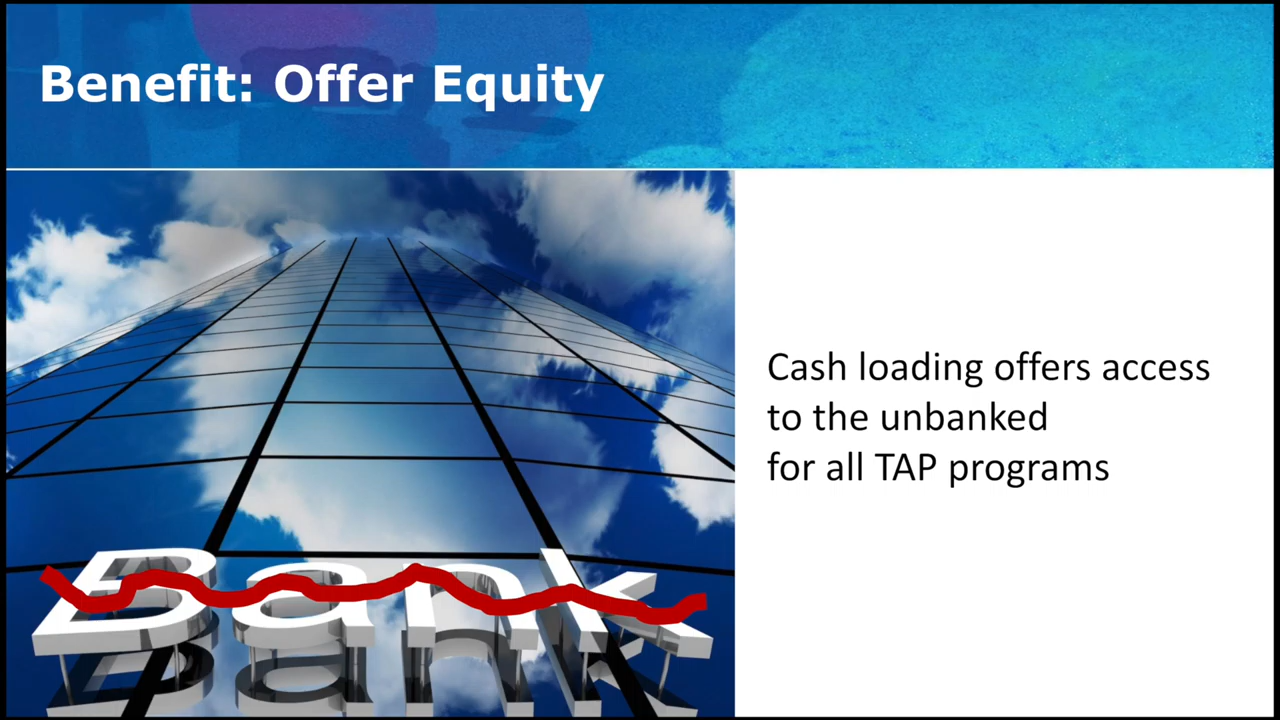 Benefit: Offer Equity
Cash loading offers access
to the unbanked
for all TAP programs
Bank